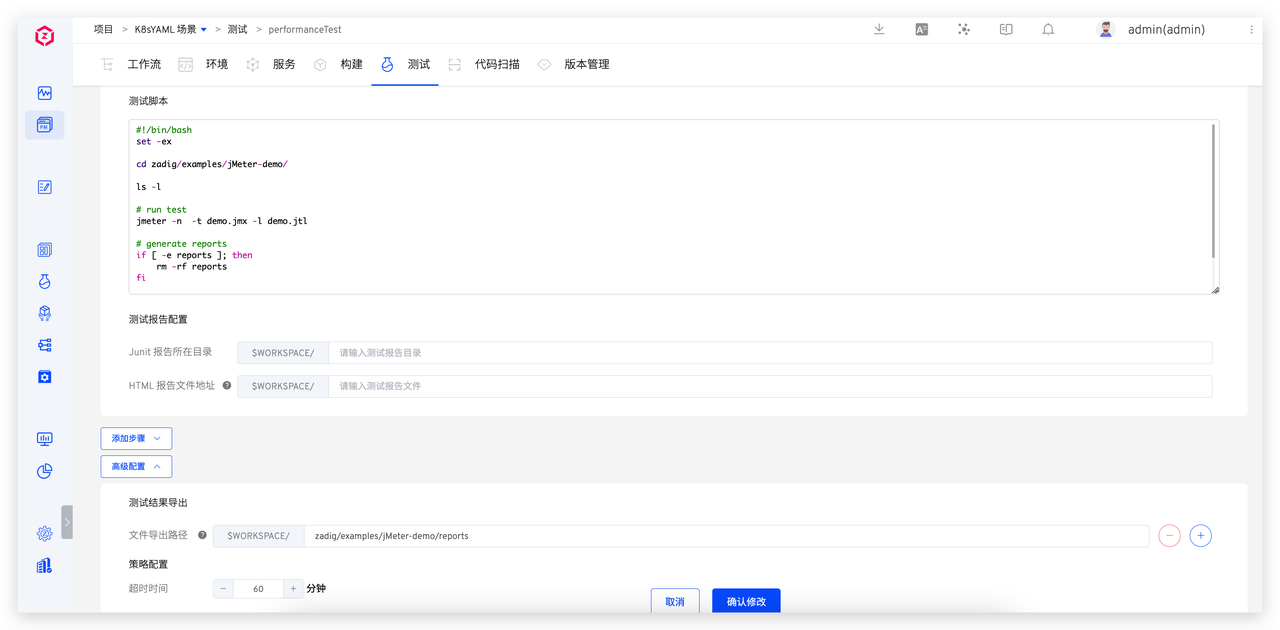 项目 > K8sYAML 场景 > 测试 > performanceTest
admin(admin)
工作流 环境 服务 构建 测试 代码扫描 版本管理
测试脚本
#!/bin/bash
set -ex
cd zadig/examples/jMeter-demo/
ls -l
# run test
jmeter -n  -t demo.jmx -l demo.jtl
# generate reports
if [ -e reports ]; then
    rm -rf reports
fi
测试报告配置
Junit 报告所在目录 $WORKSPACE/ 请输入测试报告目录
HTML 报告文件地址 ? $WORKSPACE/ 请输入测试报告文件
添加步骤
高级配置
测试结果导出
文件导出路径 ? $WORKSPACE/ zadig/examples/jMeter-demo/reports
策略配置
超时时间 − 60 + 分钟
取消 确认修改